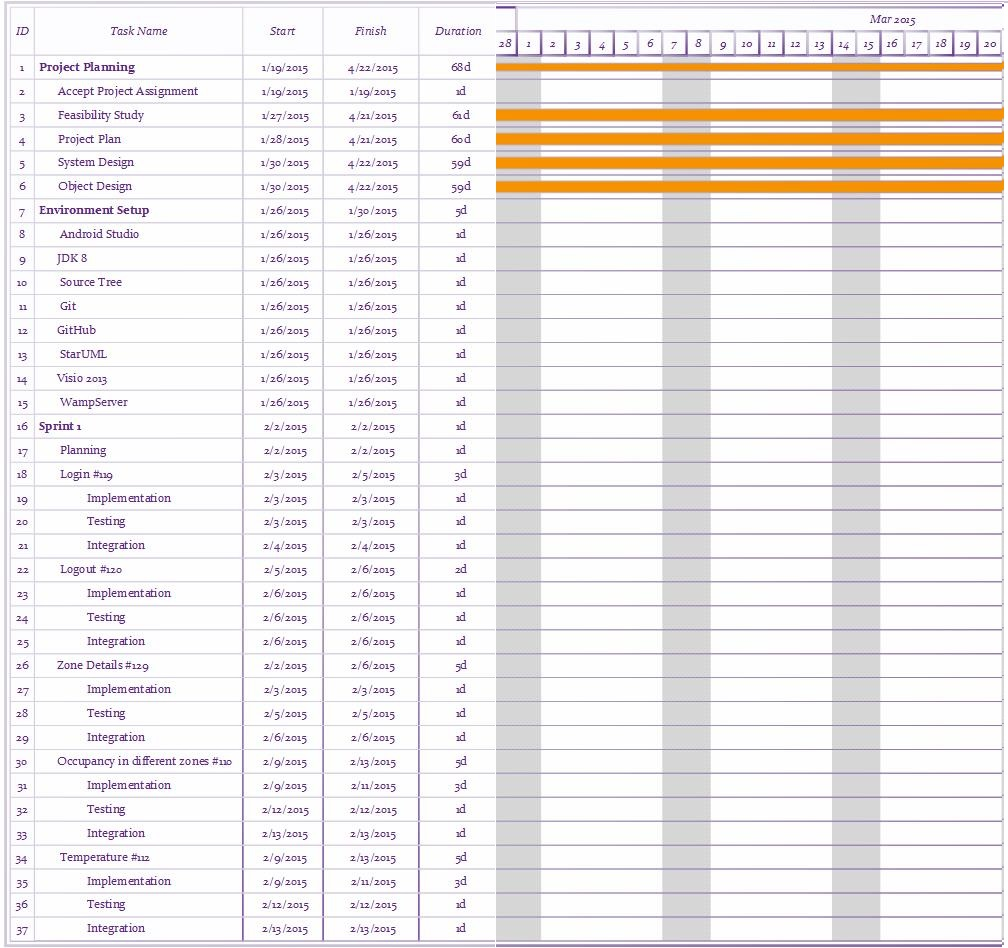 ID Task Name Start Finish Duration Mar 2015
28 1 2 3 4 5 6 7 8 9 10 11 12 13 14 15 16 17 18 19 20
1 Project Planning 1/19/2015 4/22/2015 68d
2 Accept Project Assignment 1/19/2015 1/19/2015 1d
3 Feasibility Study 1/27/2015 4/21/2015 61d
4 Project Plan 1/28/2015 4/21/2015 60d
5 System Design 1/30/2015 4/22/2015 59d
6 Object Design 1/30/2015 4/22/2015 59d
7 Environment Setup 1/26/2015 1/30/2015 5d
8 Android Studio 1/26/2015 1/26/2015 1d
9 JDK 8 1/26/2015 1/26/2015 1d
10 Source Tree 1/26/2015 1/26/2015 1d
11 Git 1/26/2015 1/26/2015 1d
12 GitHub 1/26/2015 1/26/2015 1d
13 StarUML 1/26/2015 1/26/2015 1d
14 Visio 2013 1/26/2015 1/26/2015 1d
15 WampServer 1/26/2015 1/26/2015 1d
16 Sprint 1 2/2/2015 2/2/2015 1d
17 Planning 2/2/2015 2/2/2015 1d
18 Login #119 2/3/2015 2/5/2015 3d
19 Implementation 2/3/2015 2/3/2015 1d
20 Testing 2/3/2015 2/3/2015 1d
21 Integration 2/4/2015 2/4/2015 1d
22 Logout #120 2/5/2015 2/6/2015 2d
23 Implementation 2/6/2015 2/6/2015 1d
24 Testing 2/6/2015 2/6/2015 1d
25 Integration 2/6/2015 2/6/2015 1d
26 Zone Details #129 2/2/2015 2/6/2015 5d
27 Implementation 2/3/2015 2/3/2015 1d
28 Testing 2/5/2015 2/5/2015 1d
29 Integration 2/6/2015 2/6/2015 1d
30 Occupancy in different zones #110 2/9/2015 2/13/2015 5d
31 Implementation 2/9/2015 2/11/2015 3d
32 Testing 2/12/2015 2/12/2015 1d
33 Integration 2/13/2015 2/13/2015 1d
34 Temperature #112 2/9/2015 2/13/2015 5d
35 Implementation 2/9/2015 2/11/2015 3d
36 Testing 2/12/2015 2/12/2015 1d
37 Integration 2/13/2015 2/13/2015 1d